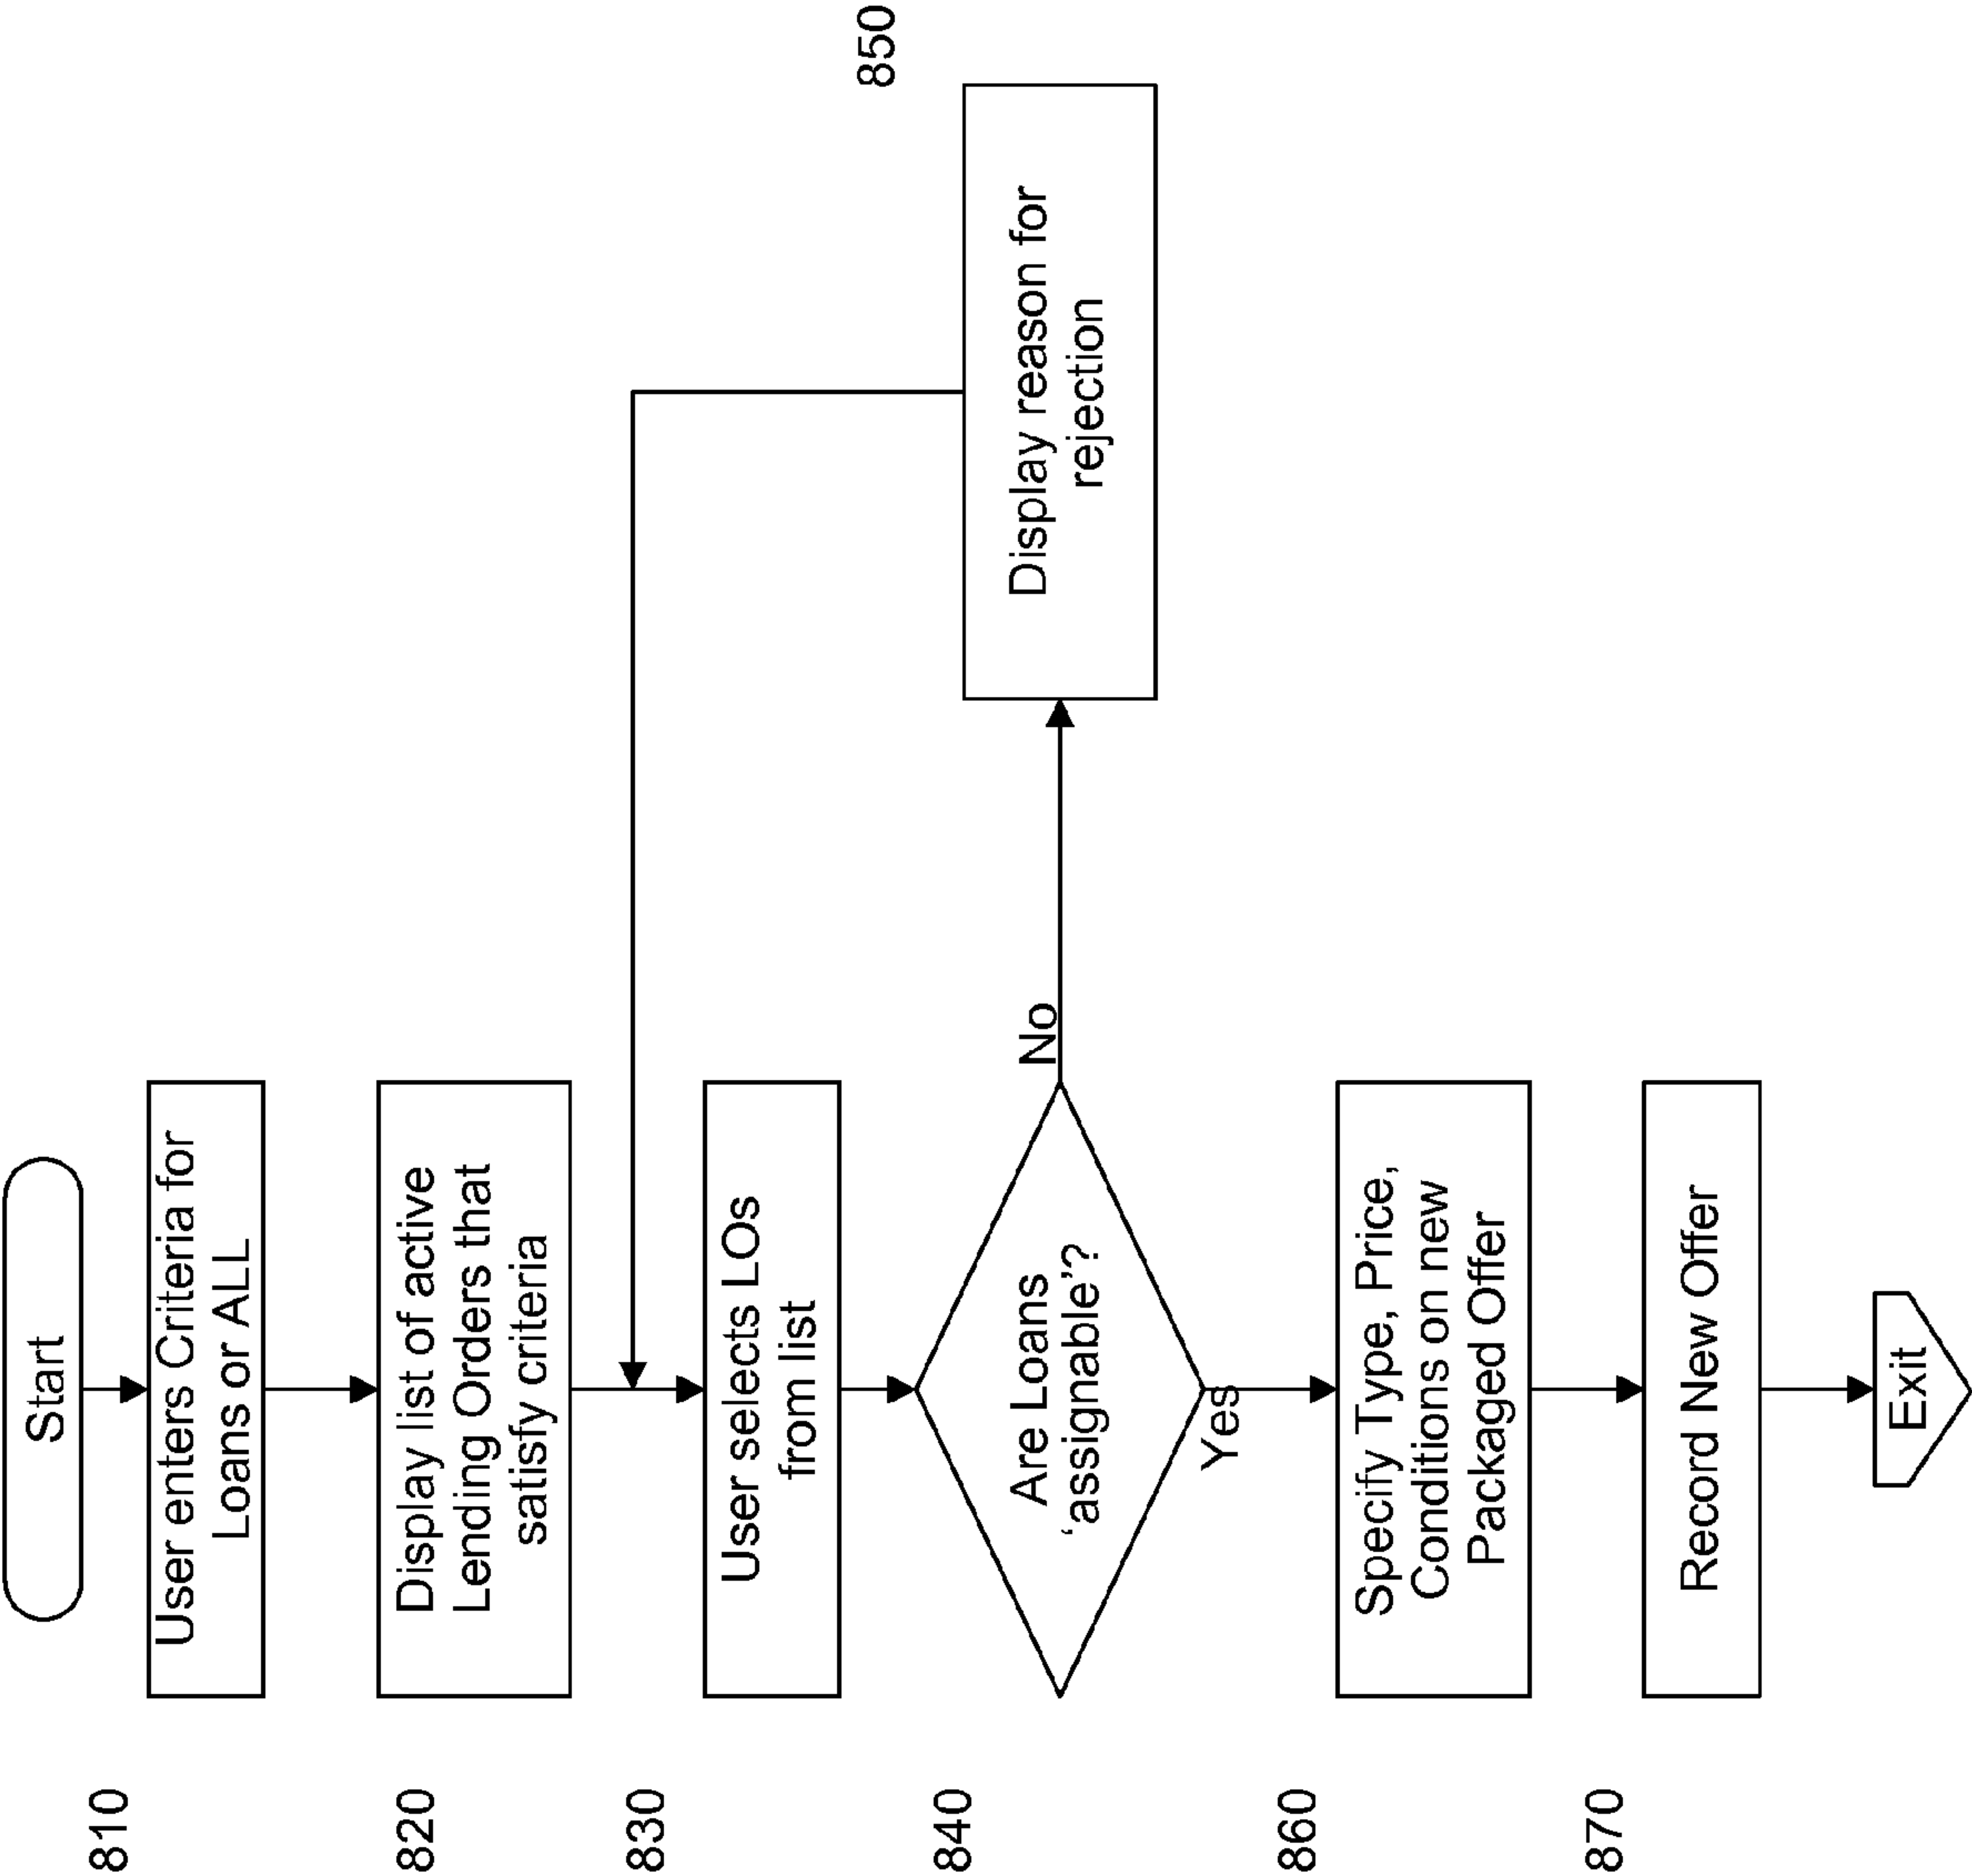 Start
810
User enters Criteria for
Loans or ALL
820
Display list of active
Lending Orders that
satisfy criteria
830
User selects LOs
from list
840
Are Loans
‘assignable’?
No
850
Display reason for
rejection
Yes
860
Specify Type, Price,
Conditions on new
Packaged Offer
870
Record New Offer
Exit